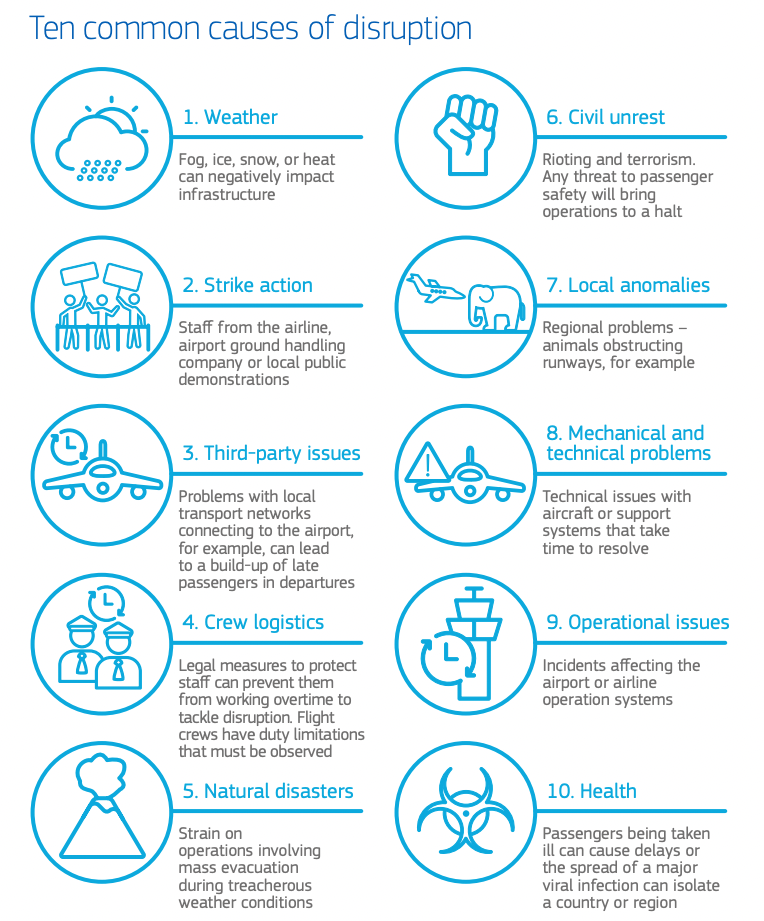 Ten common causes of disruption
1. Weather
Fog, ice, snow, or heat
can negatively impact
infrastructure
2. Strike action
Staff from the airline,
airport ground handling
company or local public
demonstrations
3. Third-party issues
Problems with local
transport networks
connecting to the airport,
for example, can lead
to a build-up of late
passengers in departures
4. Crew logistics
Legal measures to protect
staff can prevent them
from working overtime to
tackle disruption. Flight
crews have duty limitations
that must be observed
5. Natural disasters
Strain on
operations involving
mass evacuation
during treacherous
weather conditions
6. Civil unrest
Rioting and terrorism.
Any threat to passenger
safety will bring
operations to a halt
7. Local anomalies
Regional problems –
animals obstructing
runways, for example
8. Mechanical and
technical problems
Technical issues with
aircraft or support
systems that take
time to resolve
9. Operational issues
Incidents affecting the
airport or airline
operation systems
10. Health
Passengers being taken
ill can cause delays or
the spread of a major
viral infection can isolate
a country or region